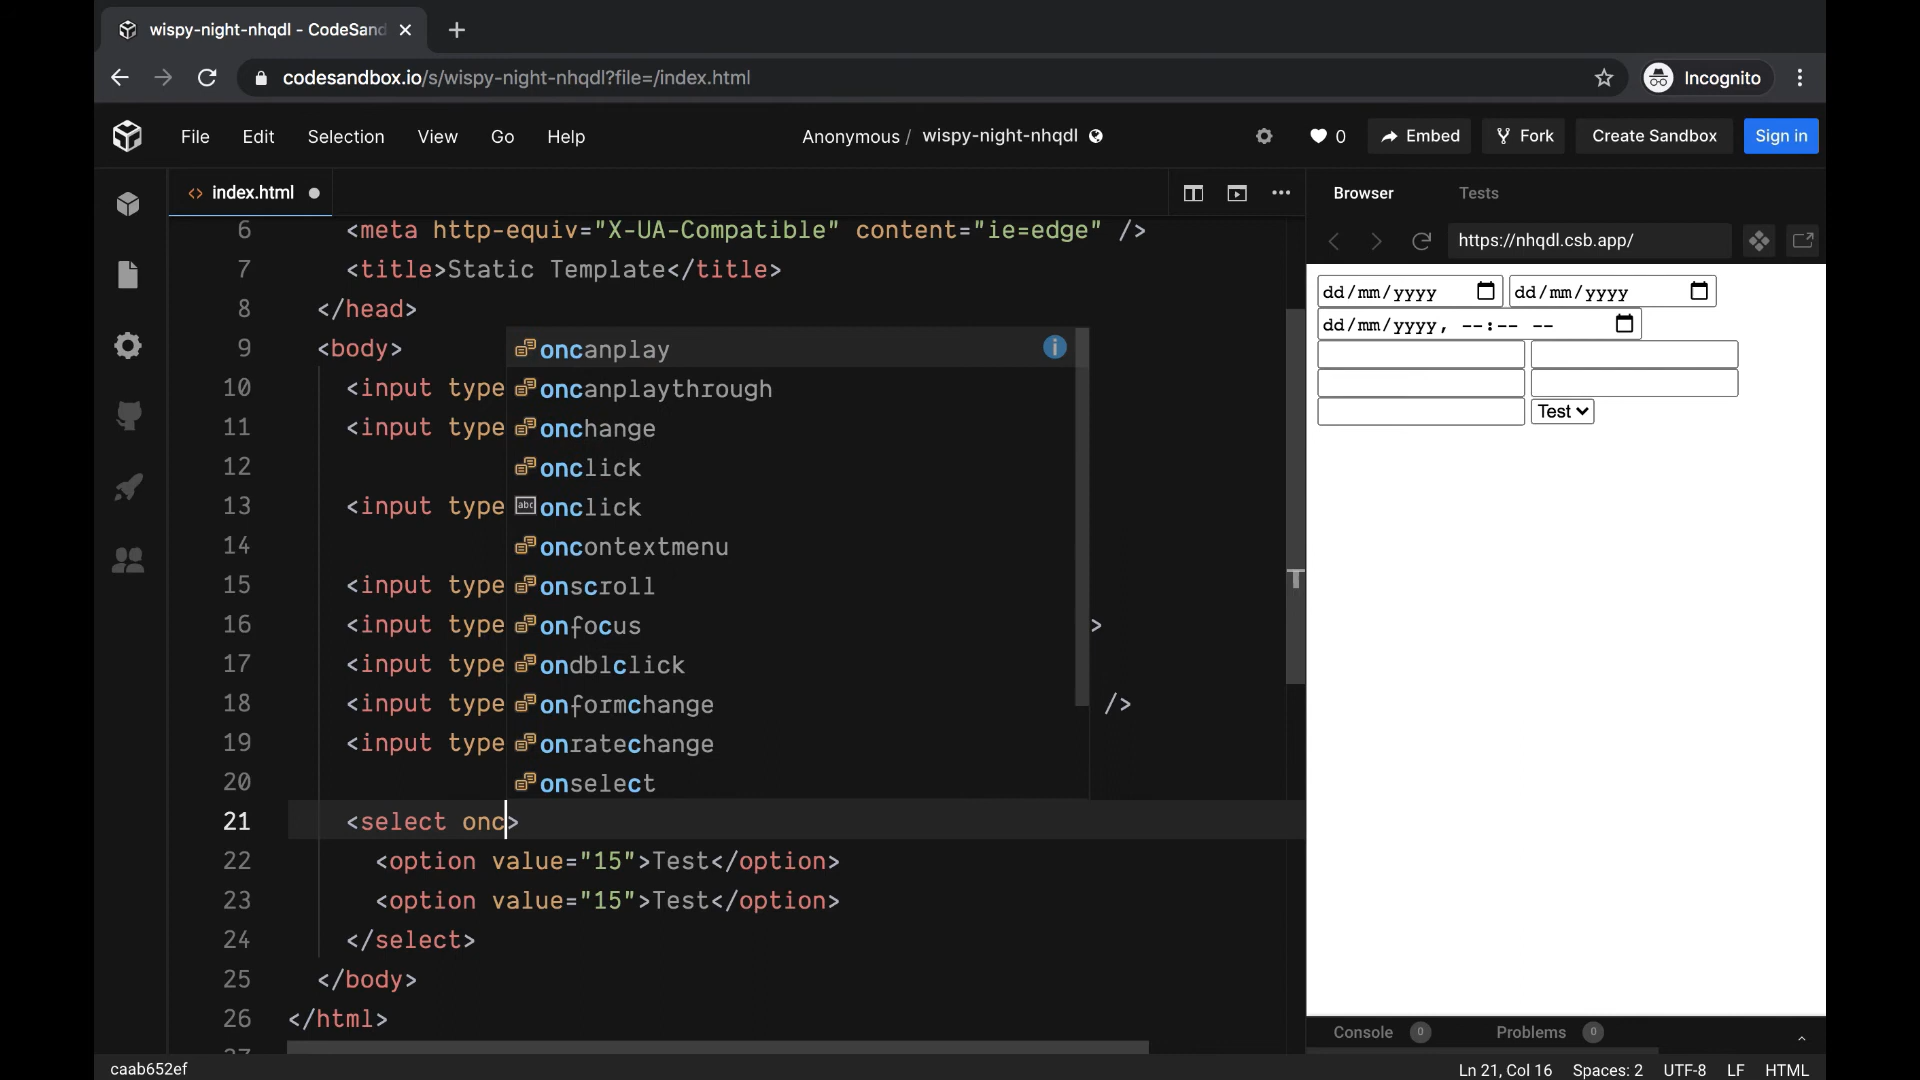 wispy-night-nhqdl - CodeSand
codesandbox.io/s/wispy-night-nhqdl?file=/index.html
Incognito
File Edit Selection View Go Help
Anonymous / wispy-night-nhqdl
0 Embed Fork Create Sandbox Sign in
<> index.html
Browser Tests
https://nhqdl.csb.app/
6 <meta http-equiv="X-UA-Compatible" content="ie=edge" />
7 <title>Static Template</title>
8 </head>
9 <body>
10 <input type
11 <input type
12
13 <input type
14
15 <input type
16 <input type >
17 <input type
18 <input type />
19 <input type
20
21 <select onc>
22 <option value="15">Test</option>
23 <option value="15">Test</option>
24 </select>
25 </body>
26 </html>
oncanplay
oncanplaythrough
onchange
onclick
abc onclick
oncontextmenu
onscroll
onfocus
ondblclick
onformchange
onratechange
onselect
dd/mm/yyyy dd/mm/yyyy
dd/mm/yyyy, --:-- --
Test
Console 0 Problems 0
caab652ef
Ln 21, Col 16 Spaces: 2 UTF-8 LF HTML